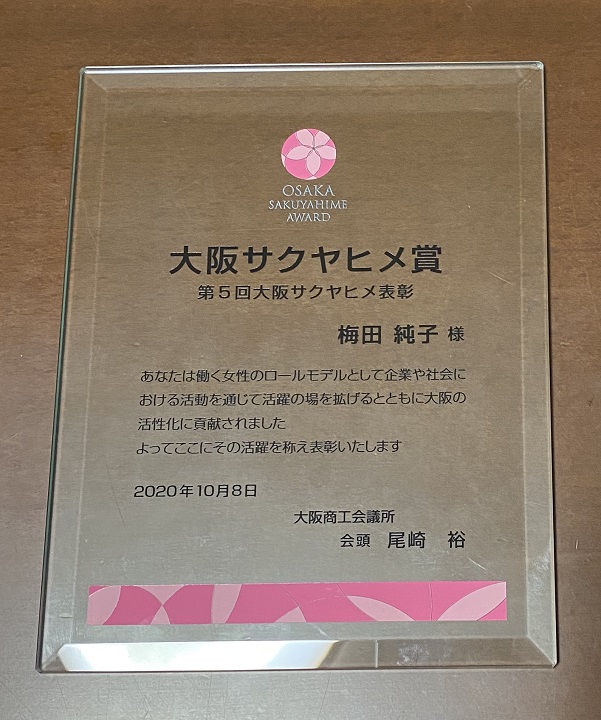 OSAKA
SAKUYAHIME
AWARD
大阪サクヤヒメ賞
第5回大阪サクヤヒメ表彰
梅田 純子 様
あなたは働く女性のロールモデルとして企業や社会に
おける活動を通じて活躍の場を拡げるとともに大阪の
活性化に貢献されました
よってここにその活躍を称え表彰いたします
2020年10月8日
大阪商工会議所
会頭 尾崎 裕